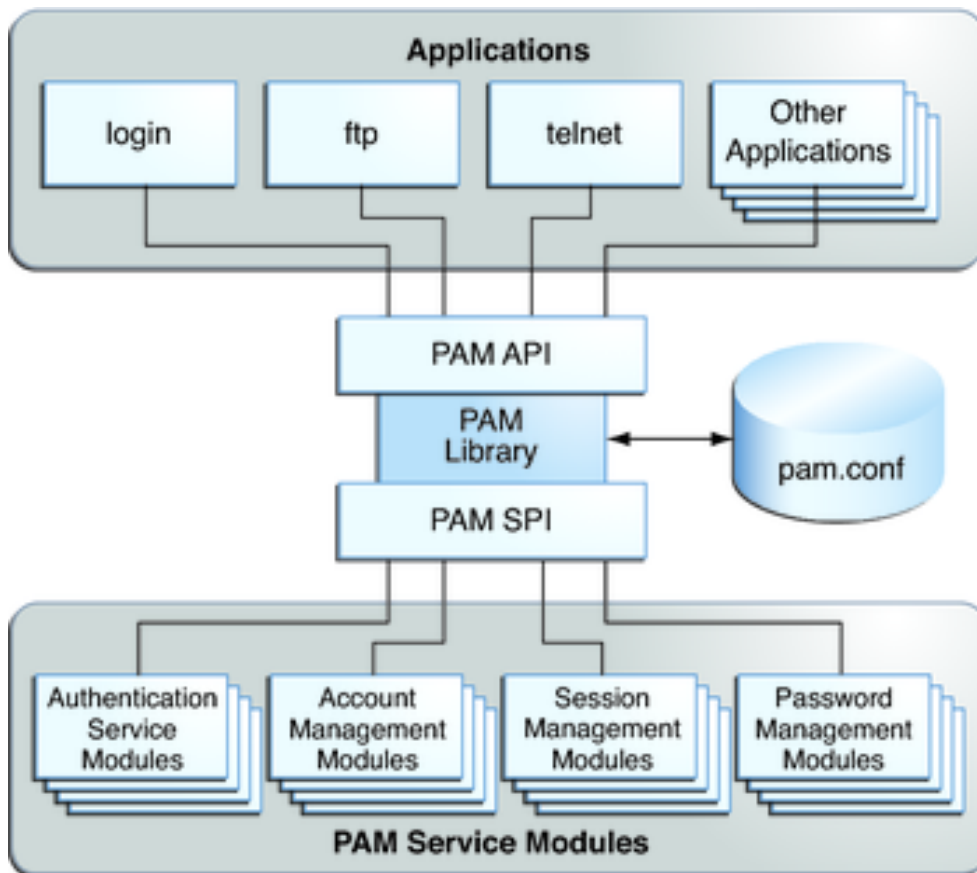 Applications
login
ftp
telnet
Other
Applications
PAM API
PAM
Library
pam.conf
PAM SPI
Authentication
Service
Modules
Account
Management
Modules
Session
Management
Modules
Password
Management
Modules
PAM Service Modules